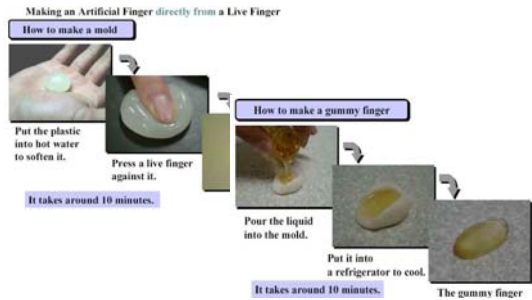 Making an Artificial Finger directly from a Live Finger
How to make a mold
Put the plastic
into hot water
to soften it.
Press a live finger
against it.
It takes around 10 minutes.
How to make a gummy finger
Pour the liquid
into the mold.
Put it into
a refrigerator to cool.
The gummy finger
It takes around 10 minutes.